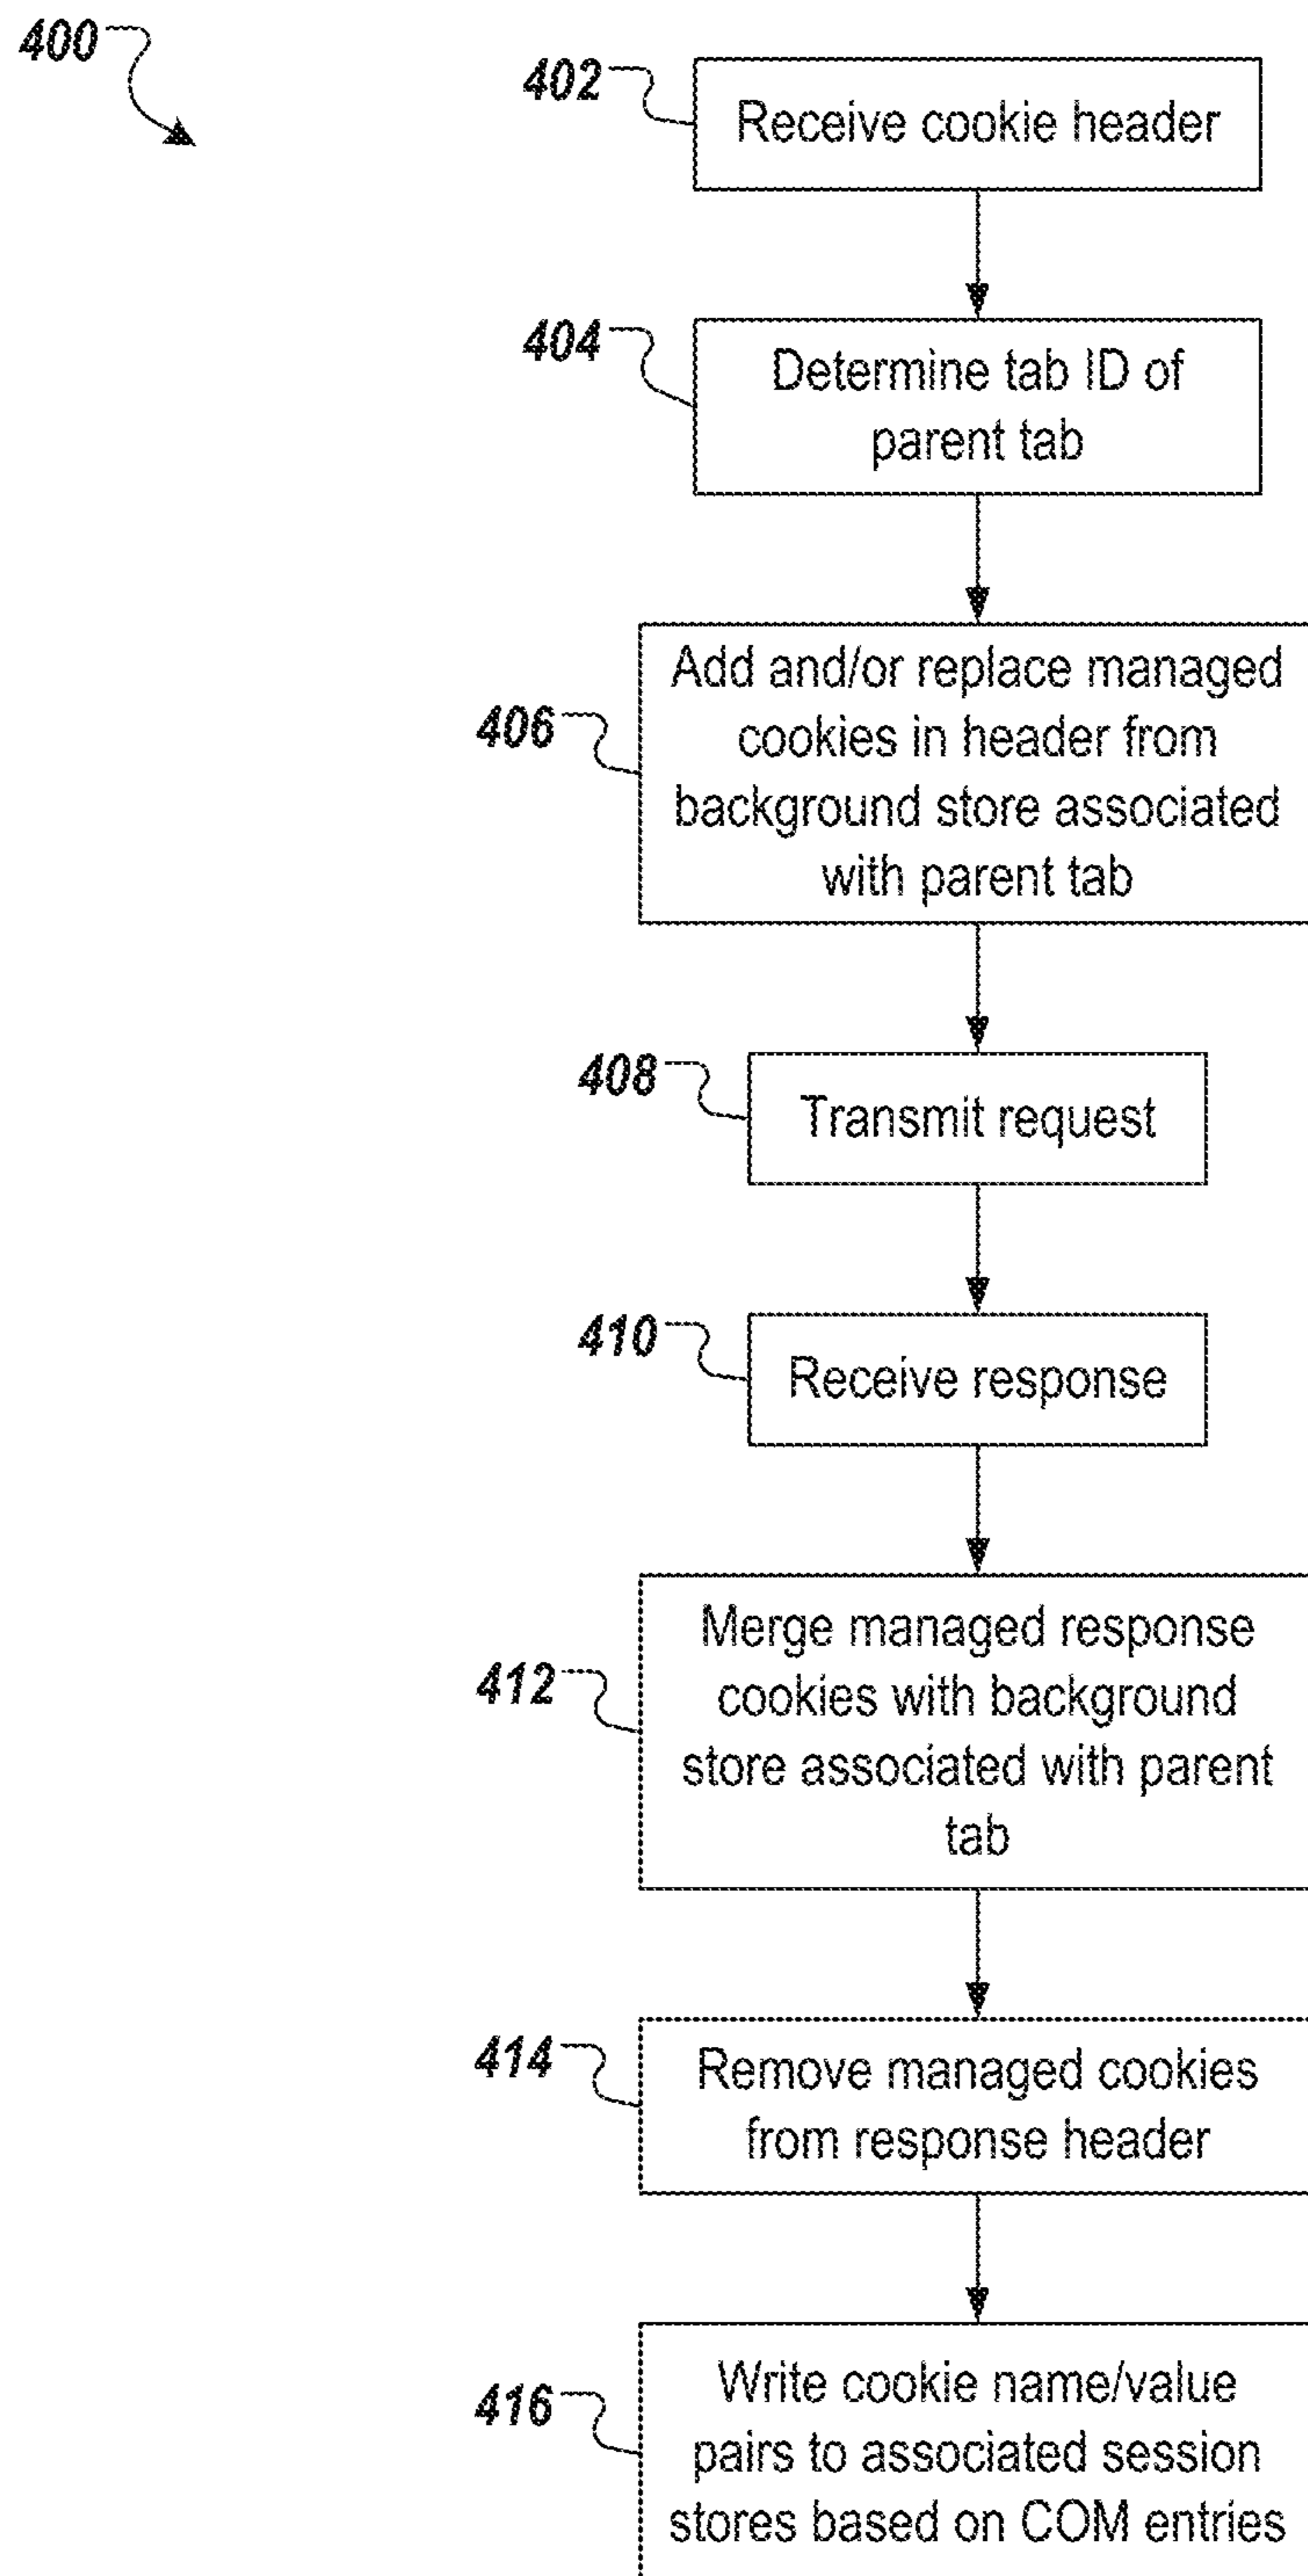 400
402
Receive cookie header
404
Determine tab ID of
parent tab
406
Add and/or replace managed
cookies in header from
background store associated
with parent tab
408
Transmit request
410
Receive response
412
Merge managed response
cookies with background
store associated with parent
tab
414
Remove managed cookies
from response header
416
Write cookie name/value
pairs to associated session
stores based on COM entries